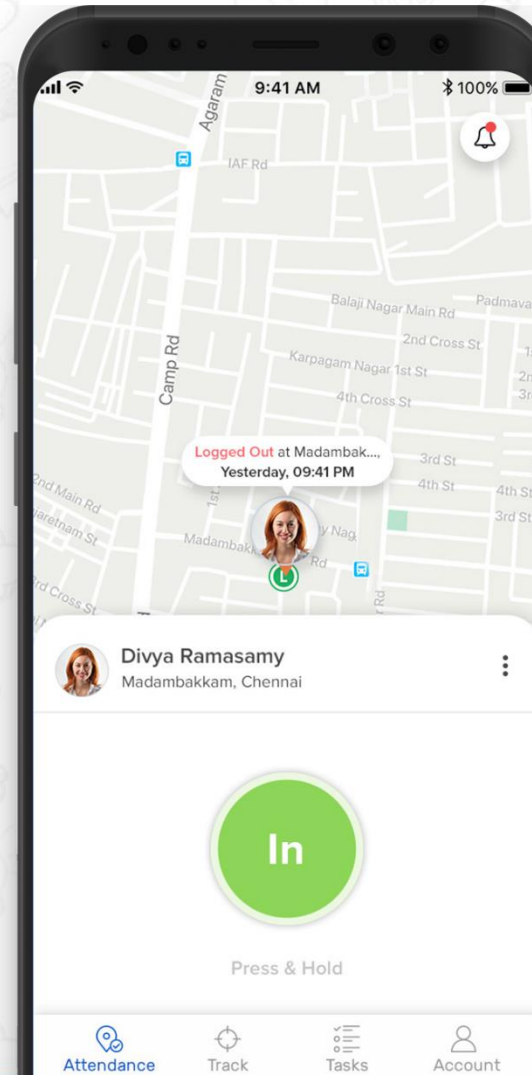 9:41 AM
100%
Agaram
IAF Rd
Balaji Nagar Main Rd
Padmava
2nd Cross St
Karpagam Nagar 1st St
4th Cross St
Camp Rd
Logged Out at Madambak...,
Yesterday, 09:41 PM
3rd St
4th St
4th St
3rd St
2nd Main Rd
1st
Rd
L
Rd
Divya Ramasamy
Madambakkam, Chennai
In
Press & Hold
Attendance
Track
Tasks
Account